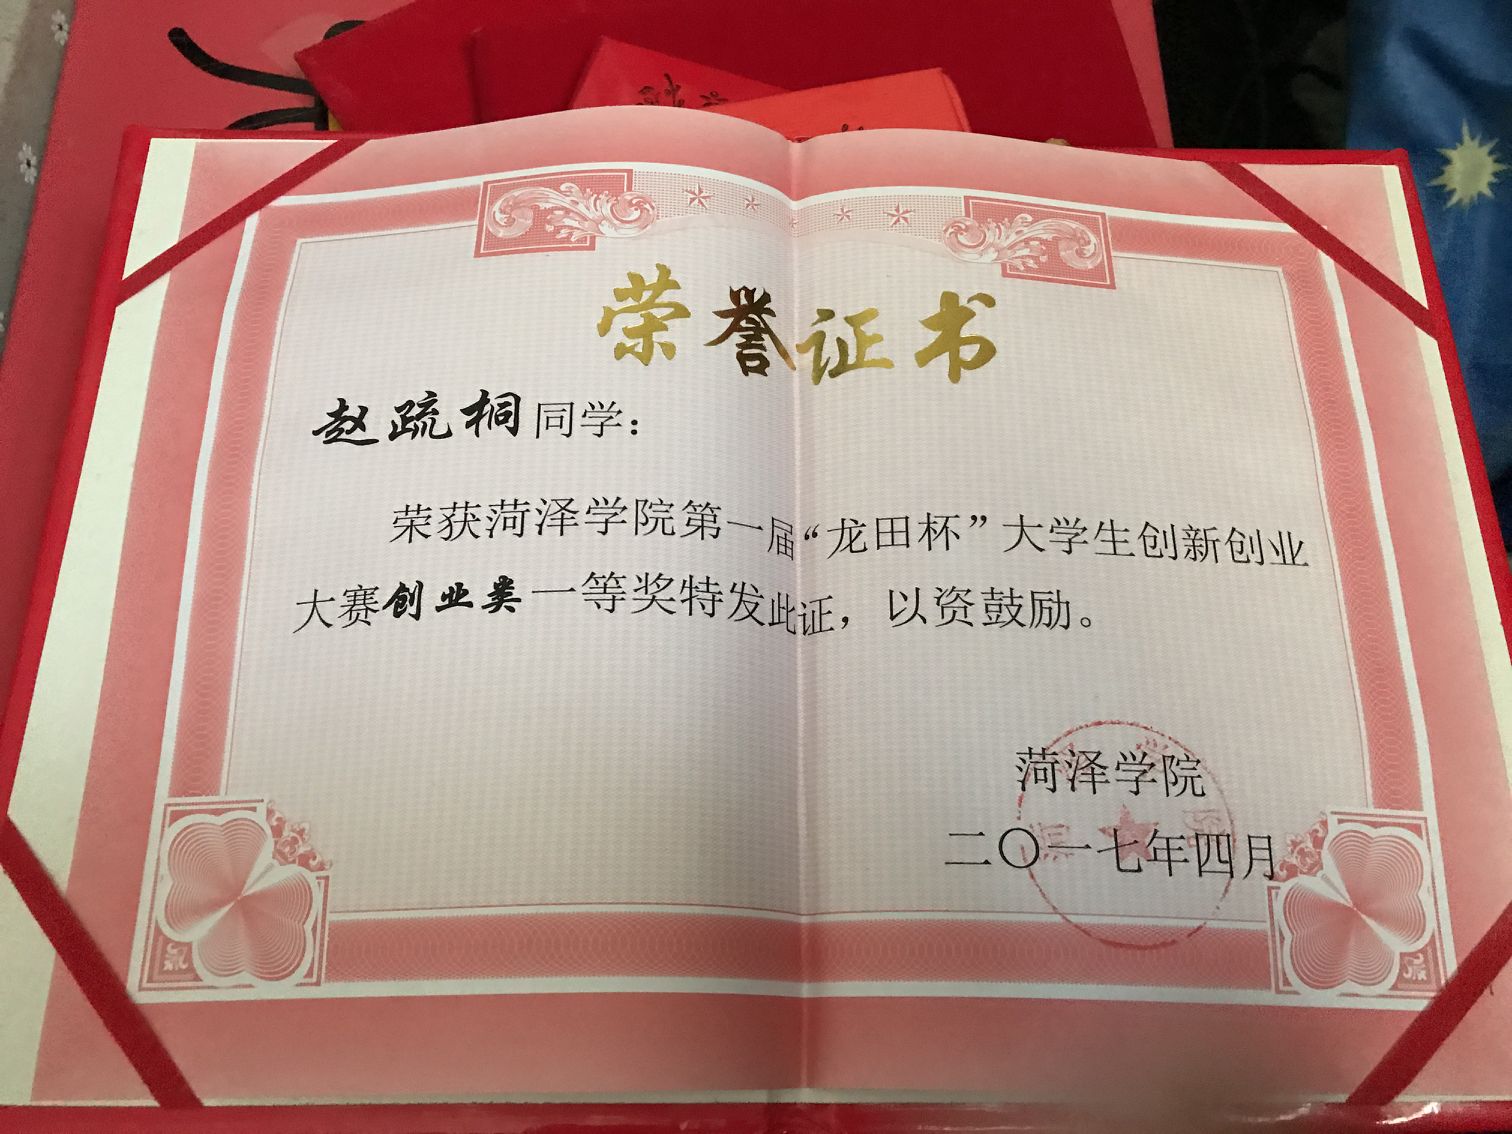 荣誉证书
赵疏桐同学：
荣获菏泽学院第一届“龙田杯”大学生创新创业
大赛创业类一等奖特发此证，以资鼓励。
菏泽学院
二〇一七年四月